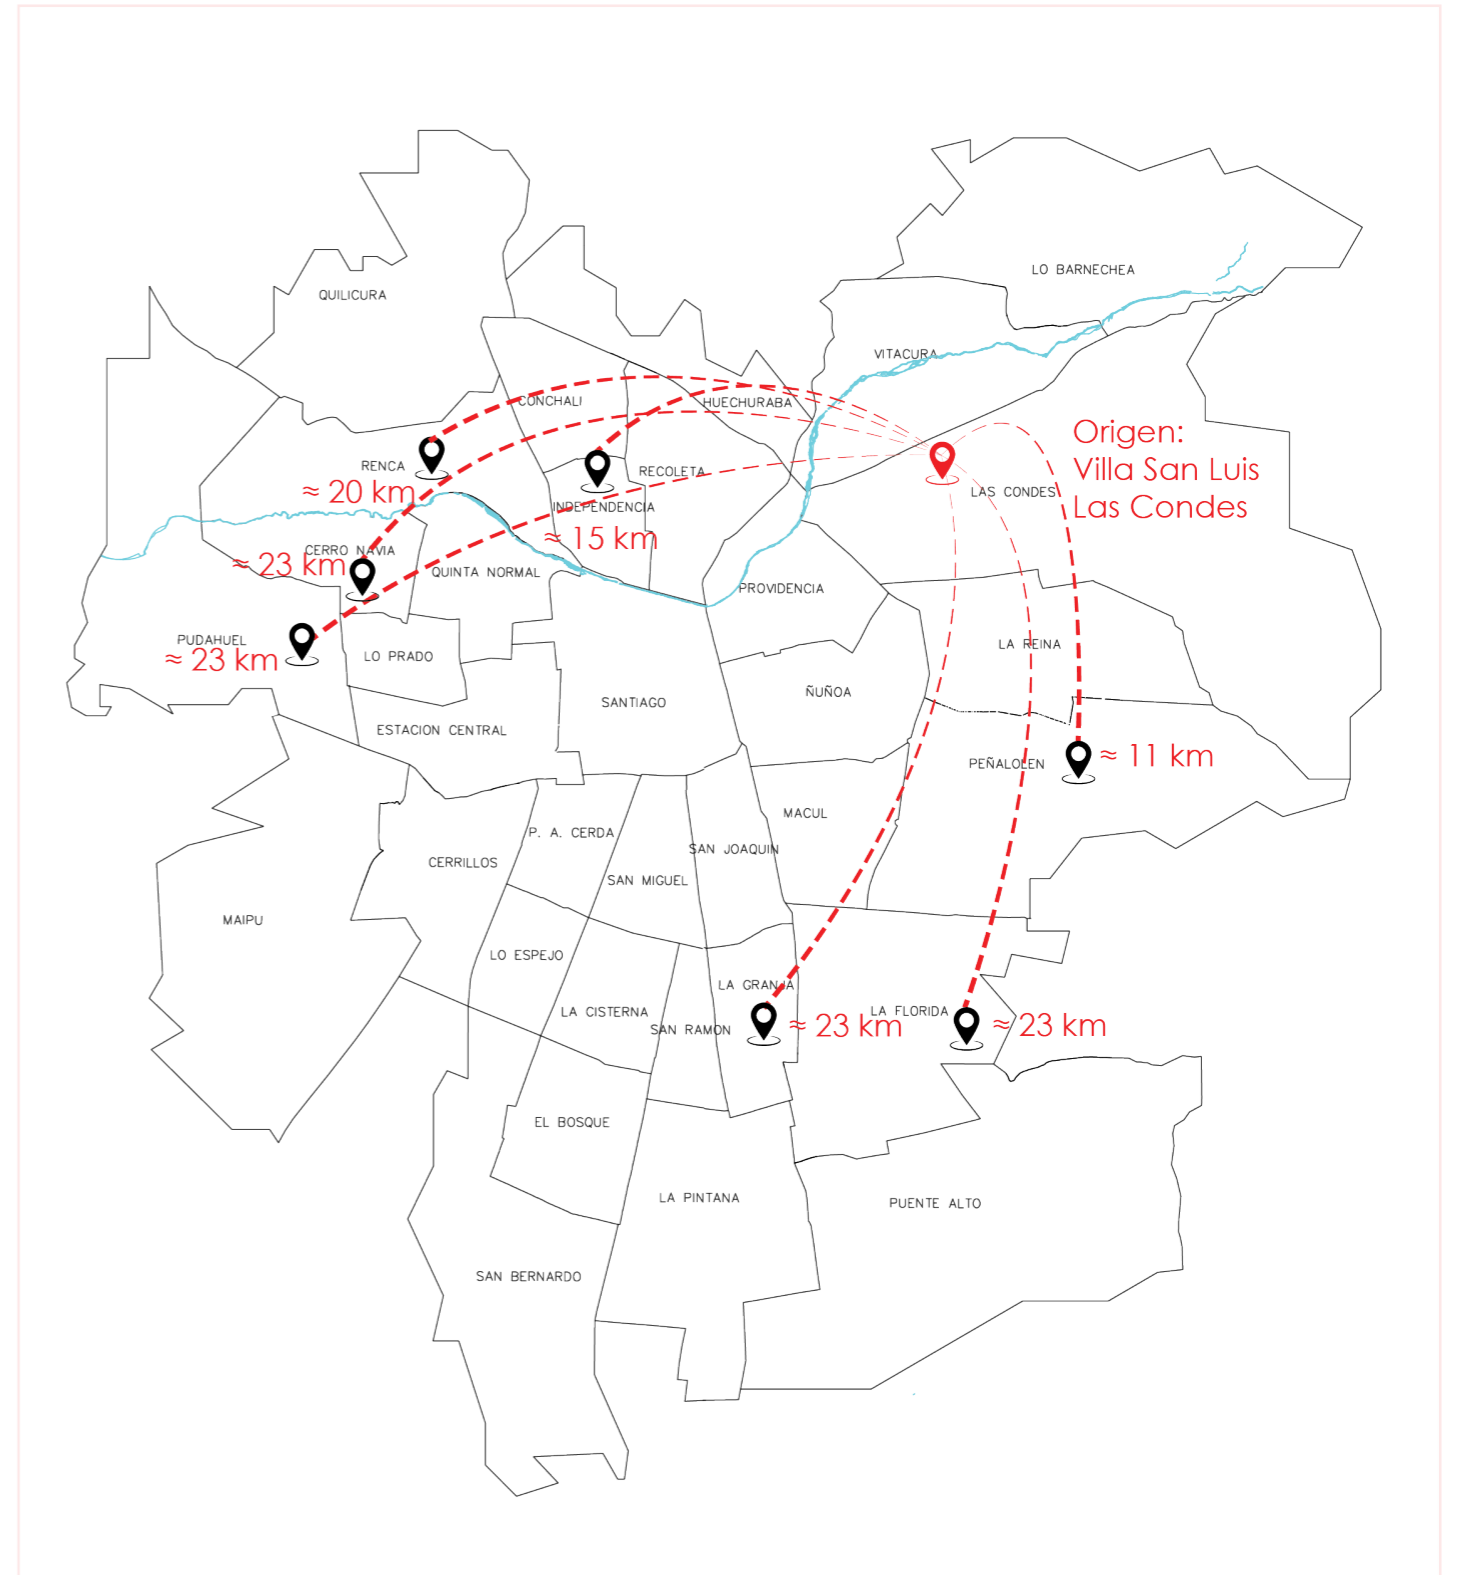 LO BARNECHEA
QUILICURA
VITACURA
CONCHALI
HUECHURABA
Origen:
Villa San Luis
Las Condes
RENCA
RECOLETA
≈ 20 km
LAS CONDES
INDEPENDENCIA
≈ 15 km
CERRO NAVIA
≈ 23 km
QUINTA NORMAL
PROVIDENCIA
PUDAHUEL
≈ 23 km
LO PRADO
LA REINA
ÑUÑOA
SANTIAGO
ESTACION CENTRAL
PEÑALOLEN
≈ 11 km
MACUL
P. A. CERDA
SAN JOAQUIN
CERRILLOS
SAN MIGUEL
MAIPU
LO ESPEJO
LA GRANJA
LA CISTERNA
LA FLORIDA
SAN RAMON
≈ 23 km
≈ 23 km
EL BOSQUE
LA PINTANA
PUENTE ALTO
SAN BERNARDO